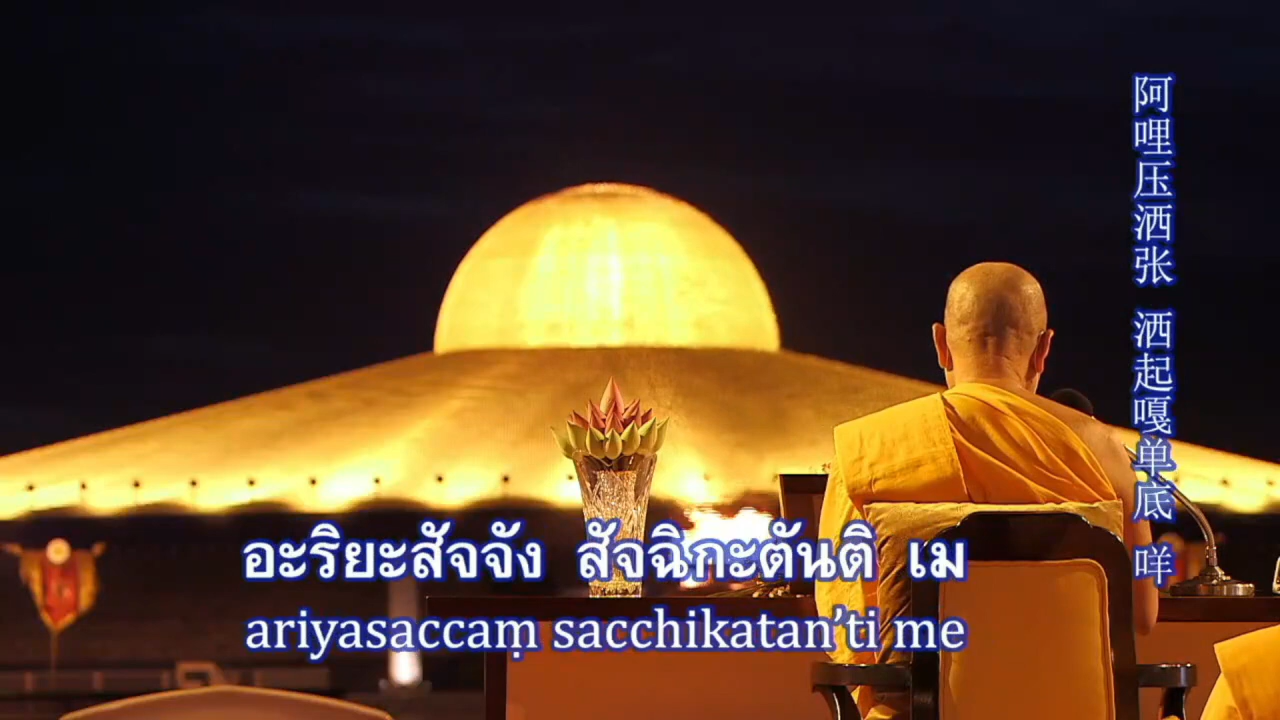 阿哩压洒张 洒起嘎单底 咩
อะริยะสัจจัง สัจฉิกะตันติ เม
ariyasaccaṃ sacchikatan’ti me